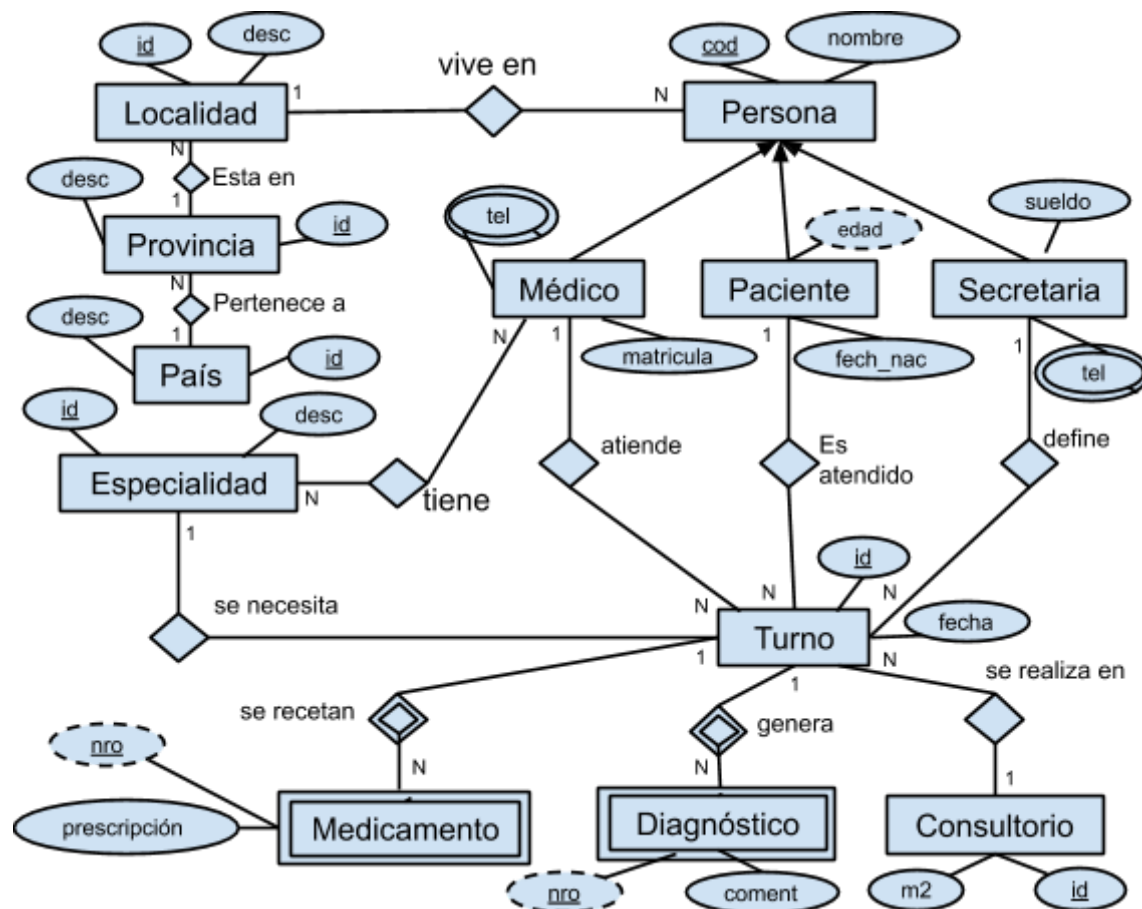 id
desc
cod
nombre
vive en
Localidad
1
N
Persona
N
Esta en
desc
1
id
Provincia
tel
edad
sueldo
N
Pertenece a
Médico
Paciente
Secretaria
desc
1
id
País
N
1
matricula
1
fech_nac
1
tel
id
desc
Especialidad
N
tiene
atiende
Es
atendido
define
1
id
se necesita
N
N
N
Turno
fecha
1
1
N
se realiza en
se recetan
genera
nro
N
N
1
prescripción
Medicamento
Diagnóstico
Consultorio
nro
coment
m2
id